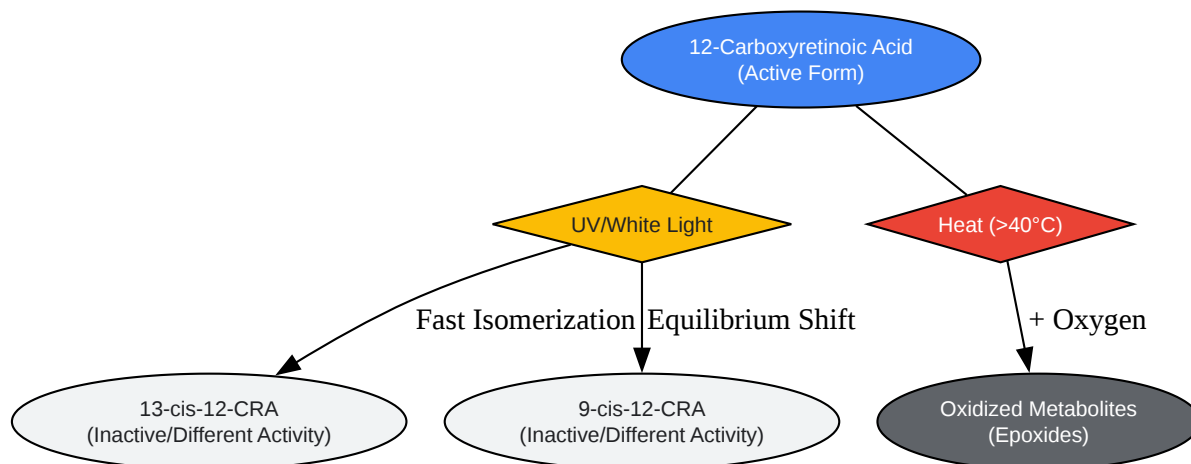 12-Carboxyretinoic Acid
(Active Form)
UV/White Light
Heat (>40°C)
Fast Isomerization
Equilibrium Shift
+ Oxygen
13-cis-12-CRA
(Inactive/Different Activity)
9-cis-12-CRA
(Inactive/Different Activity)
Oxidized Metabolites
(Epoxides)